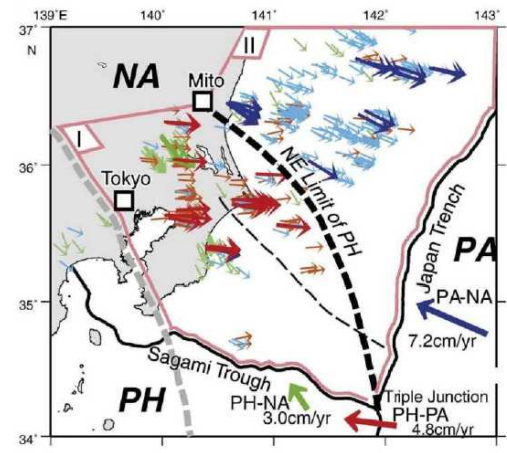 139˚E 140˚ 141˚ 142˚ 143˚
37˚
N
II
NA
Mito
I
36˚
Tokyo
NE Limit of PH
Japan Trench
PA
35˚
PA-NA
7.2cm/yr
Sagami Trough
Triple Junction
PH
PH-NA
3.0cm/yr
PH-PA
4.8cm/yr
34˚